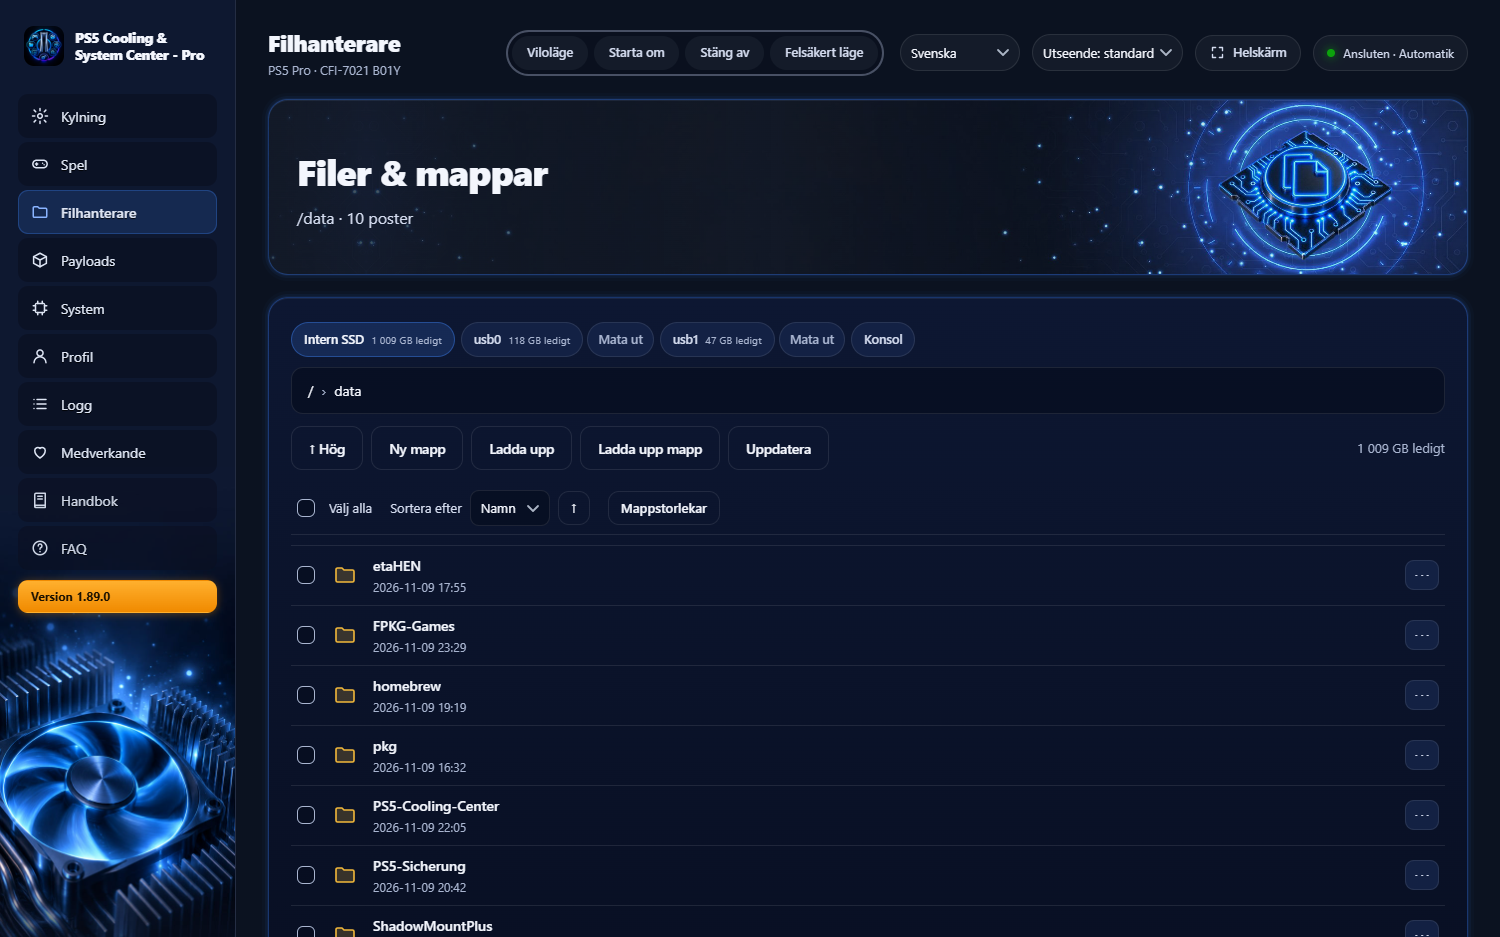 PS5 Cooling &
System Center - Pro
Kylning
Spel
Filhanterare
Payloads
System
Profil
Logg
Medverkande
Handbok
FAQ
Version 1.89.0
Filhanterare
PS5 Pro · CFI-7021 B01Y
Viloläge
Starta om
Stäng av
Felsäkert läge
Svenska
Utseende: standard
Helskärm
Ansluten · Automatik
Filer & mappar
/data · 10 poster
Intern SSD 1 009 GB ledigt
usb0 118 GB ledigt
Mata ut
usb1 47 GB ledigt
Mata ut
Konsol
/ › data
↑ Hög
Ny mapp
Ladda upp
Ladda upp mapp
Uppdatera
1 009 GB ledigt
Välj alla
Sortera efter
Namn
↑
Mappstorlekar
etaHEN
2026-11-09 17:55
FPKG-Games
2026-11-09 23:29
homebrew
2026-11-09 19:19
pkg
2026-11-09 16:32
PS5-Cooling-Center
2026-11-09 22:05
PS5-Sicherung
2026-11-09 20:42
ShadowMountPlus